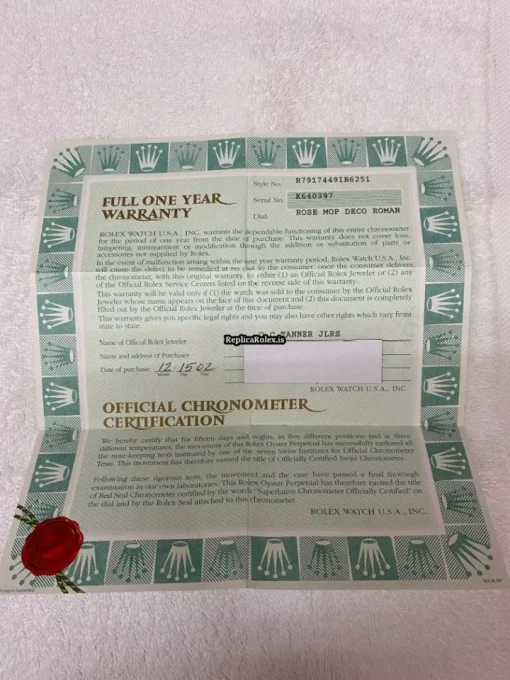 Style No. R79174491B6251
FULL ONE YEAR
WARRANTY
Serial No. K640397
Dial: ROSE MOP DECO ROMAN
ROLEX WATCH U.S.A., INC. warrants the dependable functioning of this entire chronometer
for the period of one year from the date of purchase. This warranty does not cover loss,
tampering, misusement or modification through the addition or substitution of parts or
accessories not supplied by Rolex.
In the event of malfunction arising within the one year warranty period, Rolex Watch U.S.A., Inc.
will cause the defect to be remedied at no cost to the consumer, once the consumer delivers
the chronometer, with this original warranty, to either (1) an Official Rolex Jeweler or (2) any
of the Official Rolex Service Centers listed on the reverse side of this warranty.
This warranty will be valid only if (1) the watch was sold to the consumer by the Official Rolex
Jeweler whose name appears on the face of this document and (2) this document is completely
filled out by the Official Rolex Jeweler at the time of purchase.
This warranty gives you specific legal rights and you may also have other rights which vary from
state to state.
Name of Official Rolex Jeweler O.C. TANNER JLRS
ReplicaRolex.is
Name and address of Purchaser
Date of purchase: 12 15 02
Month Day Year
ROLEX WATCH U.S.A., INC.
OFFICIAL CHRONOMETER
CERTIFICATION
We hereby certify that for fifteen days and nights, in five different positions and at three
different temperatures, the movement of this Rolex Oyster Perpetual has successfully endured all
the time-keeping tests instituted by one of the seven Swiss Institutes for Official Chronometer
Tests. This movement has therefore earned the title of Officially Certified Swiss Chronometer.
Following these rigorous tests, the movement and the case have passed a final thorough
examination in our own laboratories. This Rolex Oyster Perpetual has therefore earned the title
of Red Seal Chronometer certified by the words "Superlative Chronometer Officially Certified" on
the dial and by the Rolex Seal attached to this chronometer.
ROLEX WATCH U.S.A., INC.